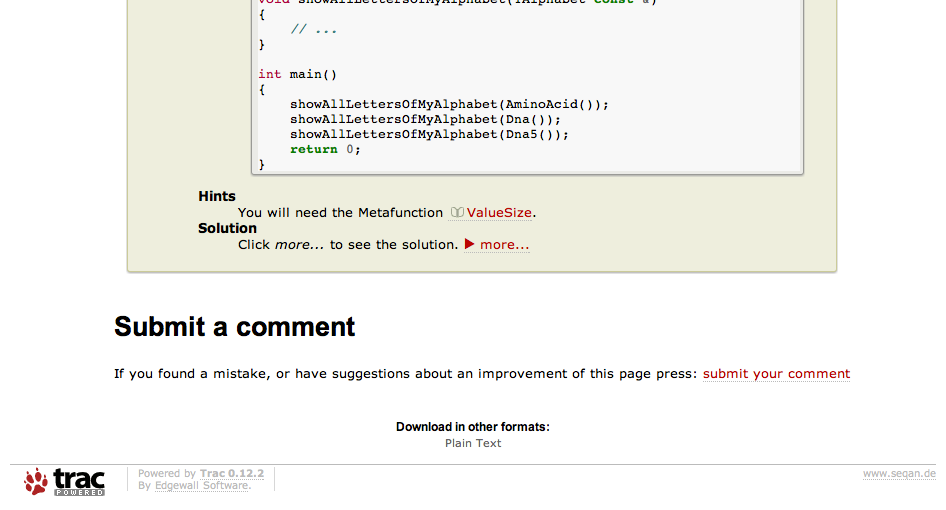 void showAllLettersOfMyAlphabet(TAlphabet const &)
{
// ...
}
int main()
{
showAllLettersOfMyAlphabet(AminoAcid());
showAllLettersOfMyAlphabet(Dna());
showAllLettersOfMyAlphabet(Dna5());
return 0;
}
Hints
You will need the Metafunction ValueSize.
Solution
Click more... to see the solution. more...
Submit a comment
If you found a mistake, or have suggestions about an improvement of this page press: submit your comment
Download in other formats:
Plain Text
trac
POWERED
Powered by Trac 0.12.2
By Edgewall Software.
www.seqan.de